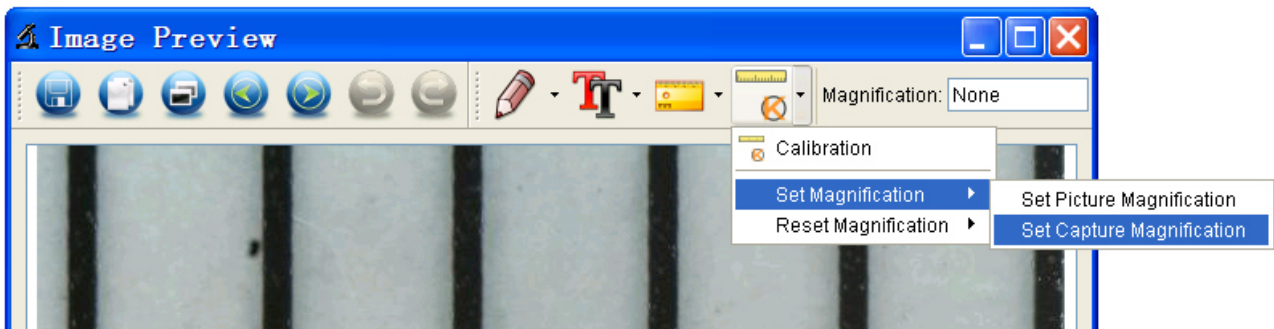 Image Preview
Magnification: None
Calibration
Set Magnification
Reset Magnification
Set Picture Magnification
Set Capture Magnification